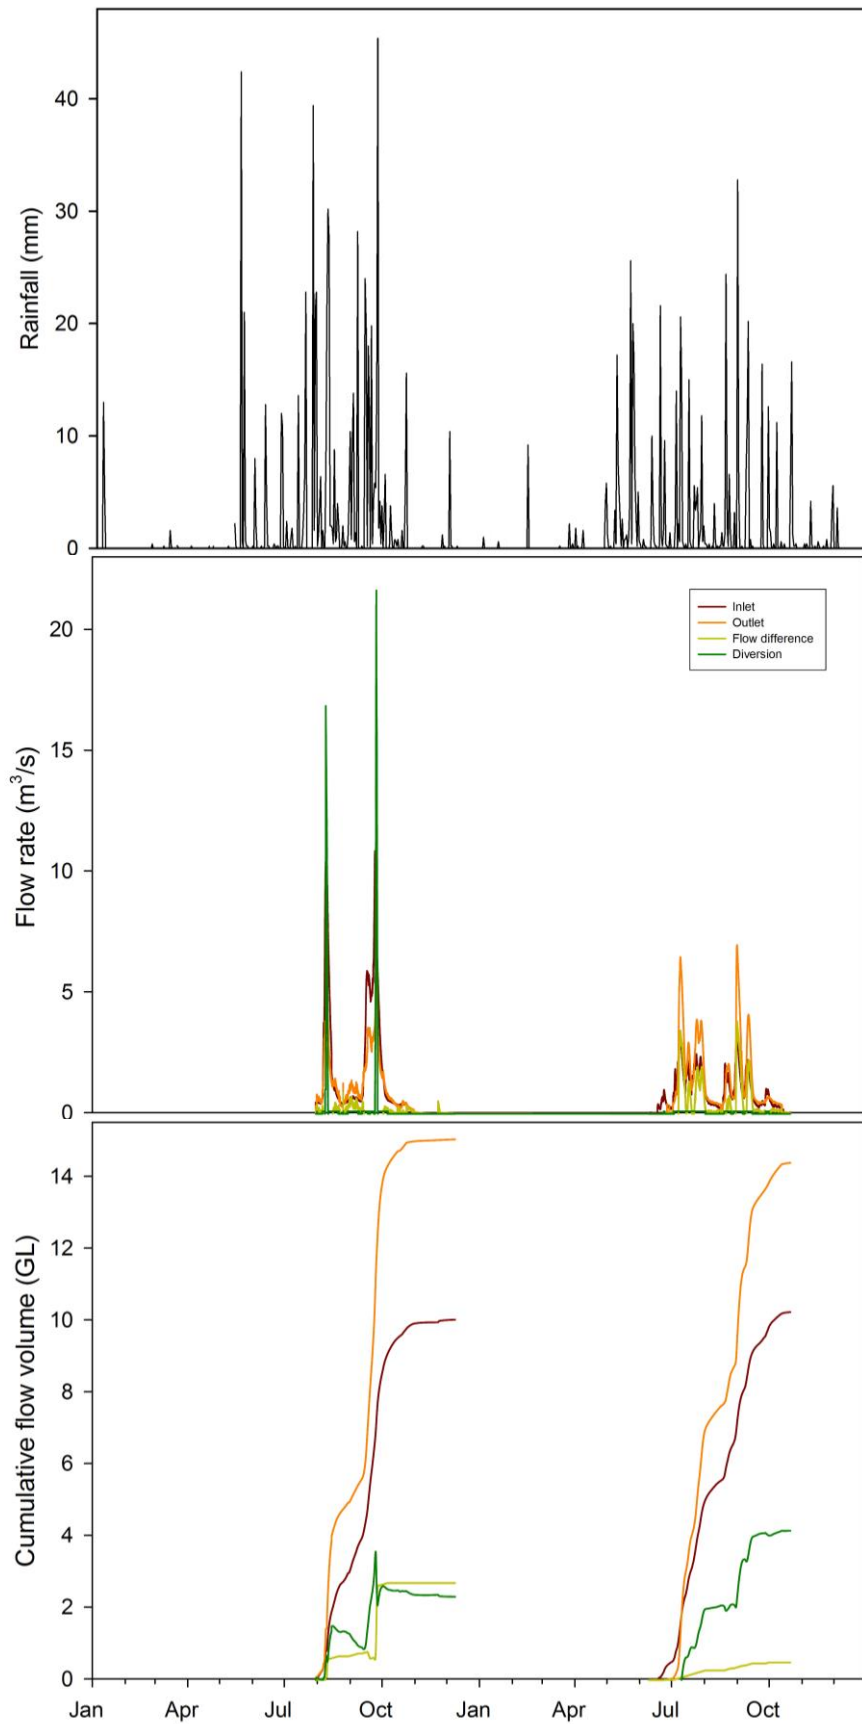 40
30
20
10
0
Rainfall (mm)
20
15
10
5
0
Flow rate (m³/s)
Inlet
Outlet
Flow difference
Diversion
14
12
10
8
6
4
2
0
Cumulative flow volume (GL)
Jan Apr Jul Oct Jan Apr Jul Oct